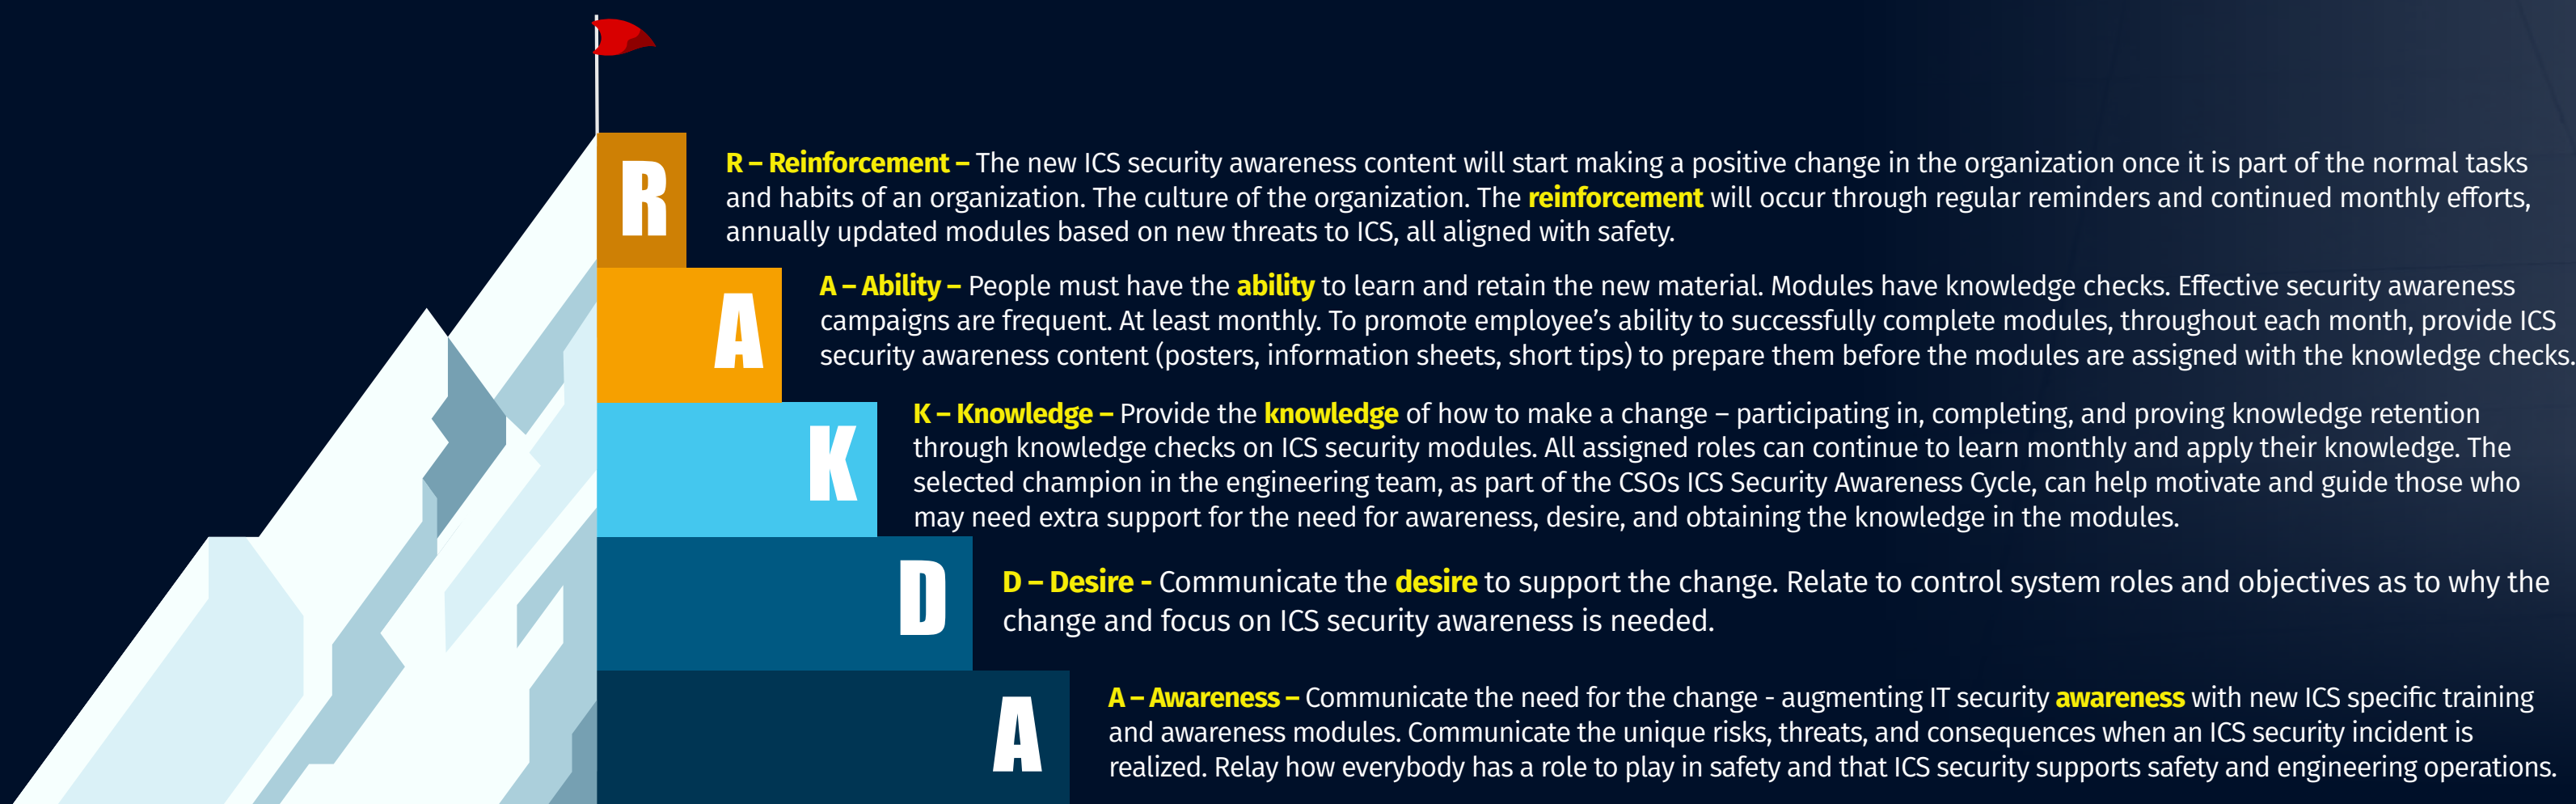 R
R – Reinforcement – The new ICS security awareness content will start making a positive change in the organization once it is part of the normal tasks
and habits of an organization. The culture of the organization. The reinforcement will occur through regular reminders and continued monthly efforts,
annually updated modules based on new threats to ICS, all aligned with safety.
A
A – Ability – People must have the ability to learn and retain the new material. Modules have knowledge checks. Effective security awareness
campaigns are frequent. At least monthly. To promote employee’s ability to successfully complete modules, throughout each month, provide ICS
security awareness content (posters, information sheets, short tips) to prepare them before the modules are assigned with the knowledge checks.
K
K – Knowledge – Provide the knowledge of how to make a change – participating in, completing, and proving knowledge retention
through knowledge checks on ICS security modules. All assigned roles can continue to learn monthly and apply their knowledge. The
selected champion in the engineering team, as part of the CSOs ICS Security Awareness Cycle, can help motivate and guide those who
may need extra support for the need for awareness, desire, and obtaining the knowledge in the modules.
D
D – Desire - Communicate the desire to support the change. Relate to control system roles and objectives as to why the
change and focus on ICS security awareness is needed.
A
A – Awareness – Communicate the need for the change - augmenting IT security awareness with new ICS specific training
and awareness modules. Communicate the unique risks, threats, and consequences when an ICS security incident is
realized. Relay how everybody has a role to play in safety and that ICS security supports safety and engineering operations.